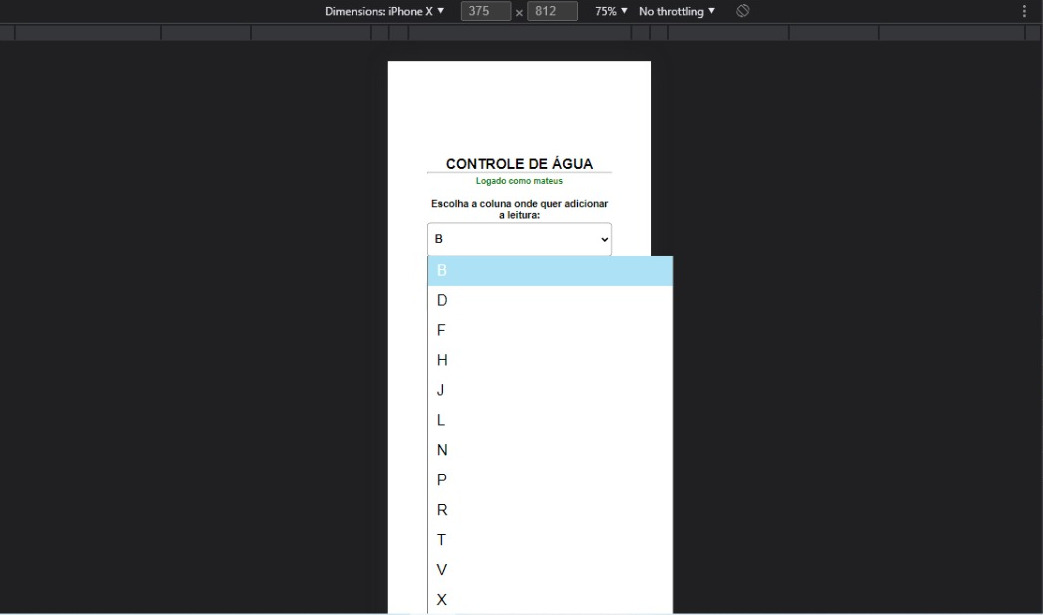 Dimensions: iPhone X ▼ 375 × 812 75% ▼ No throttling ▼
CONTROLE DE ÁGUA
Logado como mateus
Escolha a coluna onde quer adicionar
a leitura:
B
B
D
F
H
J
L
N
P
R
T
V
X